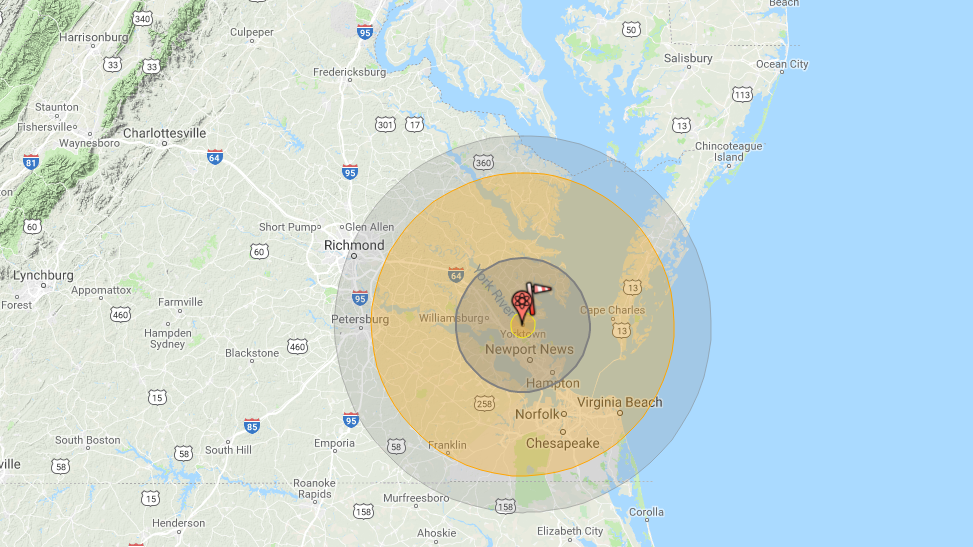 Beach
340
Harrisonburg
Culpeper
95
50
33
33
Salisbury
Ocean City
Fredericksburg
113
Staunton
Fishersville
Waynesboro
Charlottesville
301
17
13
Chincoteague
Island
81
64
95
360
ton
60
Short Pump
Glen Allen
60
Richmond
64
York River
Lynchburg
Forest
Appomattox
95
13
460
Farmville
Petersburg
Williamsburg
Cape Charles
Hampden
Sydney
13
Yorktown
460
Blackstone
Newport News
Hampton
15
258
Virginia Beach
Norfolk
85
95
South Boston
Emporia
58
Franklin
Chesapeake
South Hill
58
ville
58
Roanoke
Rapids
15
Murfreesboro
158
158
Corolla
Henderson
Ahoskie
Elizabeth City